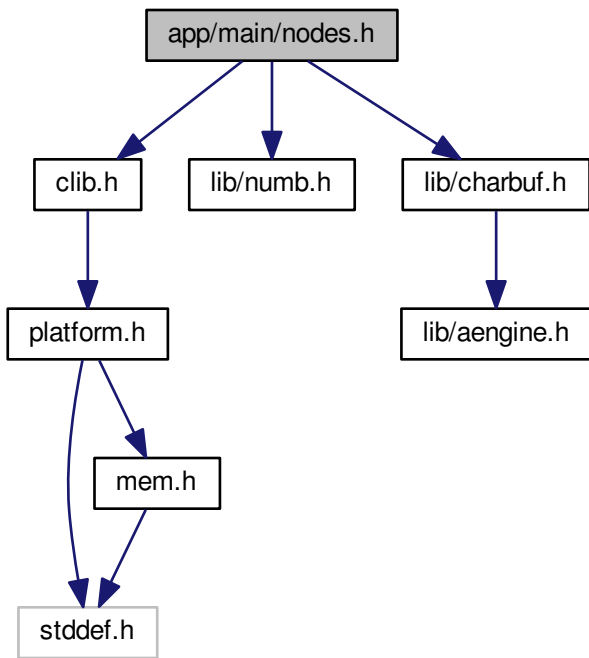 app/main/nodes.h
clib.h
lib/numb.h
lib/charbuf.h
platform.h
lib/aengine.h
mem.h
stddef.h